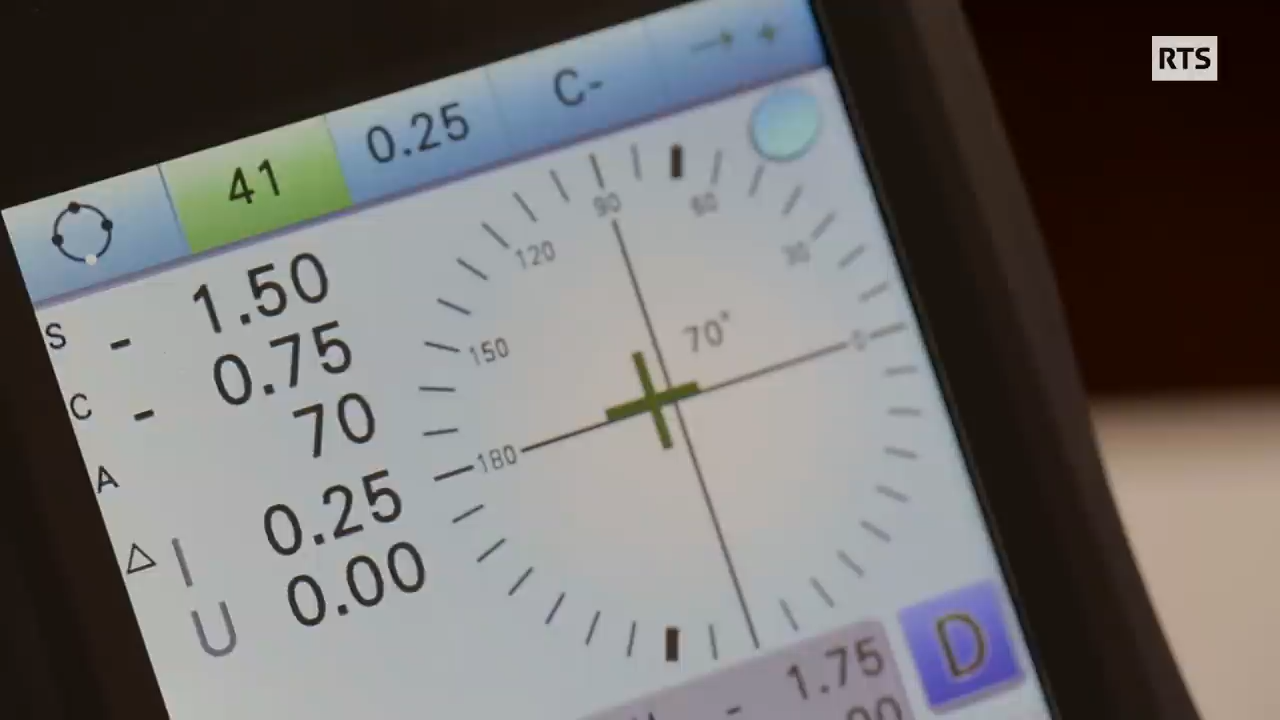 RTS
41 0.25 C- → +
S - 1.50
C - 0.75
A 70
△ I 0.25
U 0.00
90 60
120 30
150 70° 0
180
- 1.75
D
00